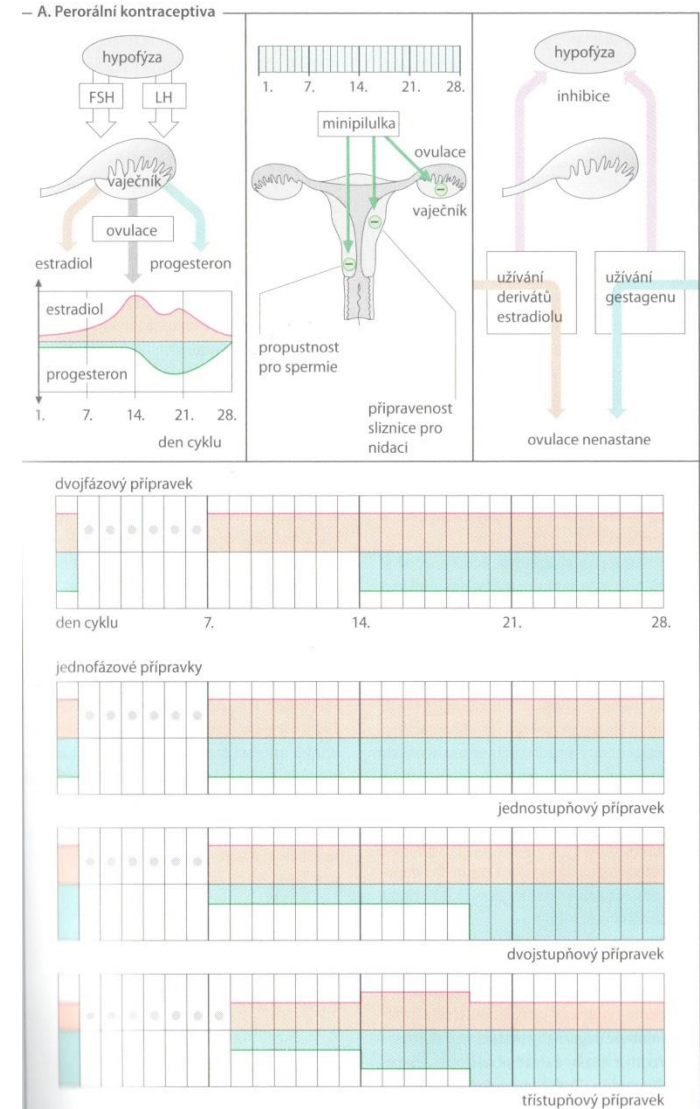 A. Perorální kontraceptiva
hypofýza
FSH LH
vaječník
ovulace
estradiol progesteron
estradiol
progesteron
1. 7. 14. 21. 28.
den cyklu
1. 7. 14. 21. 28.
minipilulka
ovulace
vaječník
propustnost
pro spermie
připravenost
sliznice pro
nidaci
hypofýza
inhibice
užívání
derivátů
estradiolu
užívání
gestagenu
ovulace nenastane
dvojfázový přípravek
den cyklu 7. 14. 21. 28.
jednofázové přípravky
jednostupňový přípravek
dvojstupňový přípravek
třístupňový přípravek